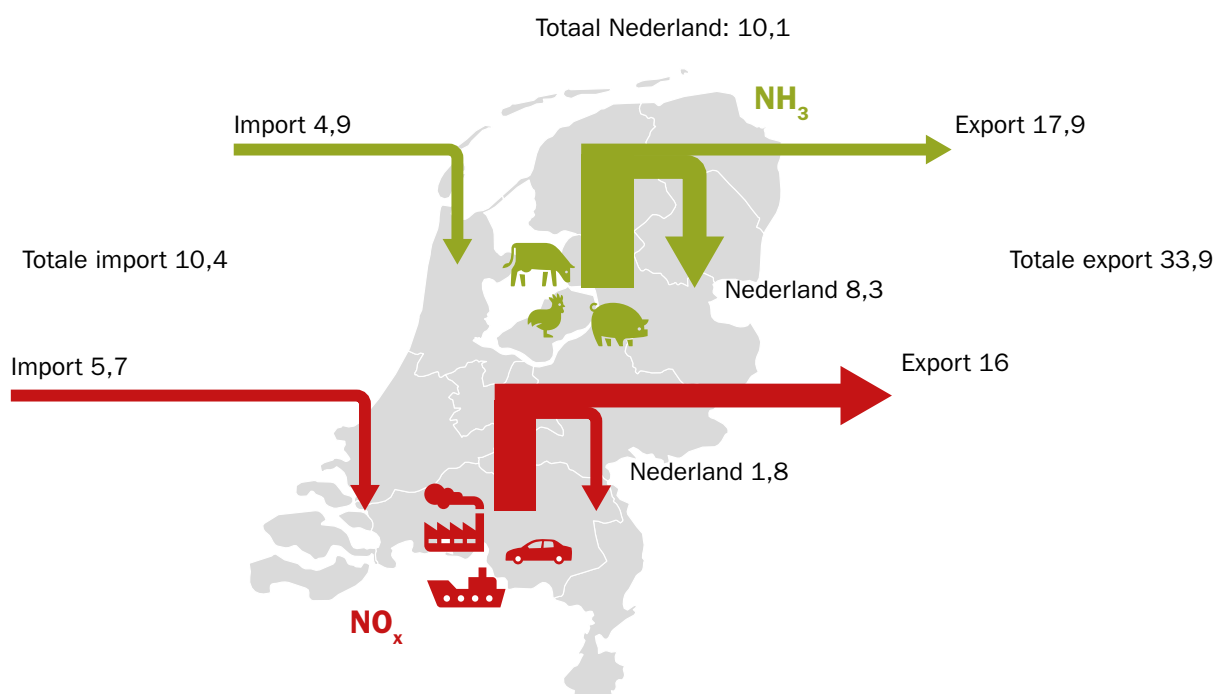 Totaal Nederland: 10,1
NH3
Import 4,9
Export 17,9
Totale import 10,4
Totale export 33,9
Nederland 8,3
Import 5,7
Export 16
Nederland 1,8
NOx